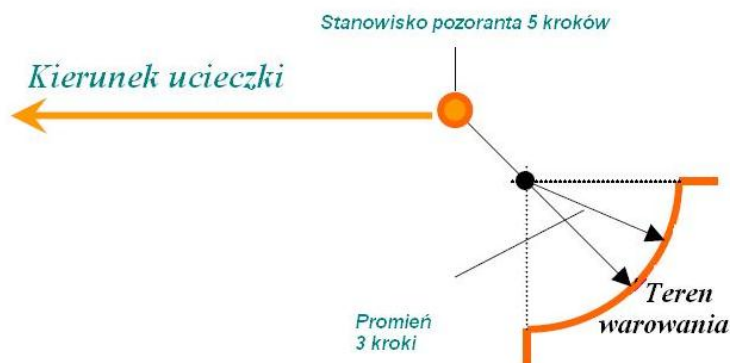 Stanowisko pozoranta 5 kroków
Kierunek ucieczki
Teren
warowania
Promień
3 kroki